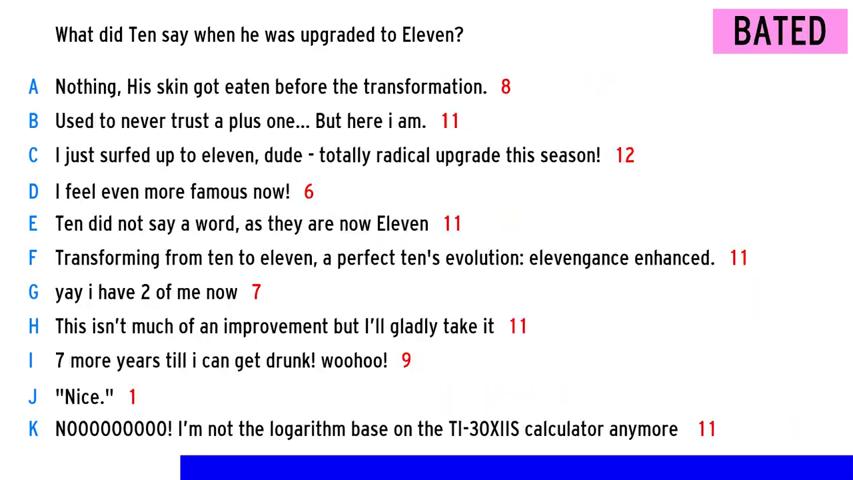 What did Ten say when he was upgraded to Eleven?
BATED
A Nothing, His skin got eaten before the transformation. 8
B Used to never trust a plus one... But here i am. 11
C I just surfed up to eleven, dude - totally radical upgrade this season! 12
D I feel even more famous now! 6
E Ten did not say a word, as they are now Eleven 11
F Transforming from ten to eleven, a perfect ten's evolution: elevengance enhanced. 11
G yay i have 2 of me now 7
H This isn't much of an improvement but I'll gladly take it 11
I 7 more years till i can get drunk! woohoo! 9
J "Nice." 1
K NOOOOOOOOO! I'm not the logarithm base on the TI-30XIIS calculator anymore 11